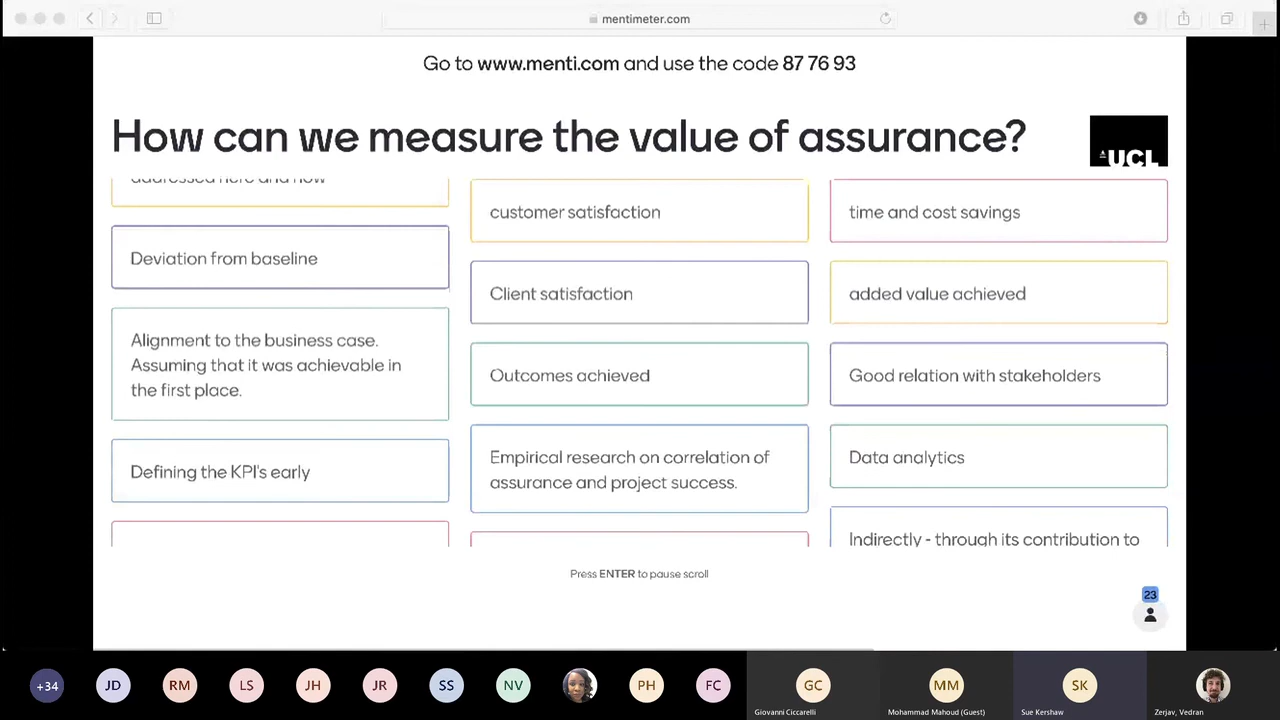 mentimeter.com
Go to www.menti.com and use the code 87 76 93
How can we measure the value of assurance?
UCL
addressed here and now
Deviation from baseline
Alignment to the business case.
Assuming that it was achievable in
the first place.
Defining the KPI's early
customer satisfaction
Client satisfaction
Outcomes achieved
Empirical research on correlation of
assurance and project success.
time and cost savings
added value achieved
Good relation with stakeholders
Data analytics
Indirectly - through its contribution to
Press ENTER to pause scroll
23
+34
JD
RM
LS
JH
JR
SS
NV
PH
FC
GC
Giovanni Ciccarelli
MM
Mohammad Mahoud (Guest)
SK
Sue Kershaw
Zerjav, Vedran